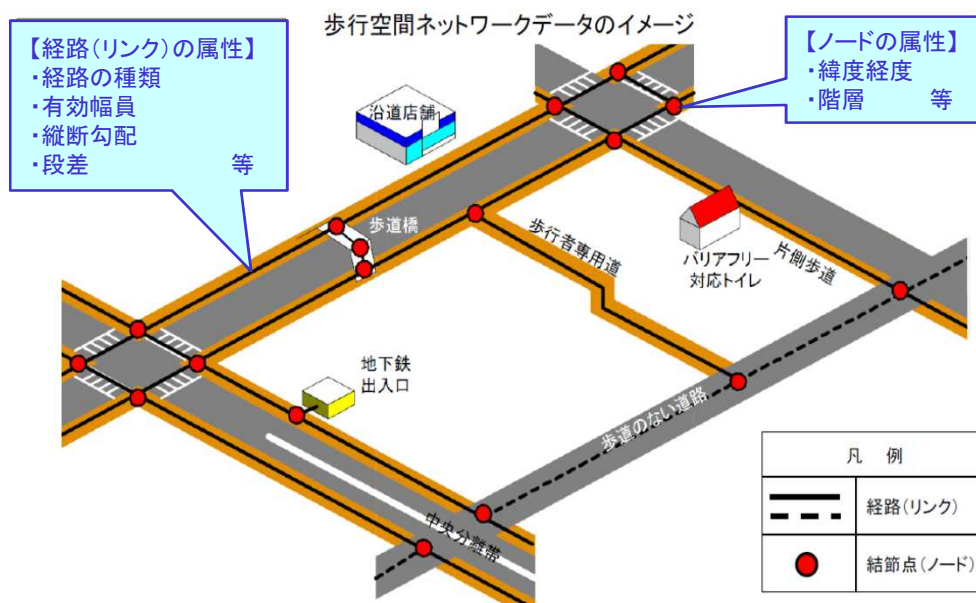 歩行空間ネットワークデータのイメージ
【経路(リンク)の属性】
・経路の種類
・有効幅員
・縦断勾配
・段差 等
【ノードの属性】
・緯度経度
・階層 等
沿道店舗
歩道橋
歩行者専用道
バリアフリー
対応トイレ
片側歩道
地下鉄
出入口
歩道のない道路
中央分離帯
凡 例
経路(リンク)
結節点(ノード)